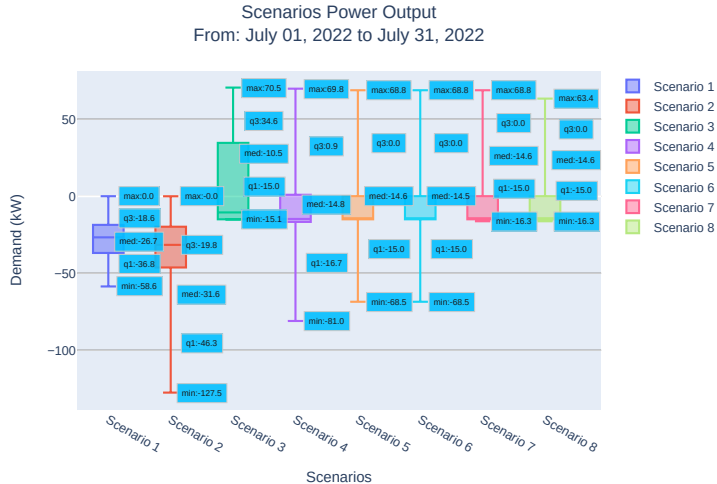 Scenarios Power Output
From: July 01, 2022 to July 31, 2022
Demand (kW)
50
0
−50
−100
max:0.0
q3:-18.6
med:-26.7
q1:-36.8
min:-58.6
max:-0.0
q3:-19.8
med:-31.6
q1:-46.3
min:-127.5
max:70.5
q3:34.6
med:-10.5
q1:-15.0
min:-15.1
max:69.8
q3:0.9
med:-14.8
q1:-16.7
min:-81.0
max:68.8
q3:0.0
med:-14.6
q1:-15.0
min:-68.5
max:68.8
q3:0.0
med:-14.5
q1:-15.0
min:-68.5
max:68.8
q3:0.0
med:-14.6
q1:-15.0
min:-16.3
max:63.4
q3:0.0
med:-14.6
q1:-15.0
min:-16.3
Scenario 1
Scenario 2
Scenario 3
Scenario 4
Scenario 5
Scenario 6
Scenario 7
Scenario 8
Scenarios
Scenario 1
Scenario 2
Scenario 3
Scenario 4
Scenario 5
Scenario 6
Scenario 7
Scenario 8